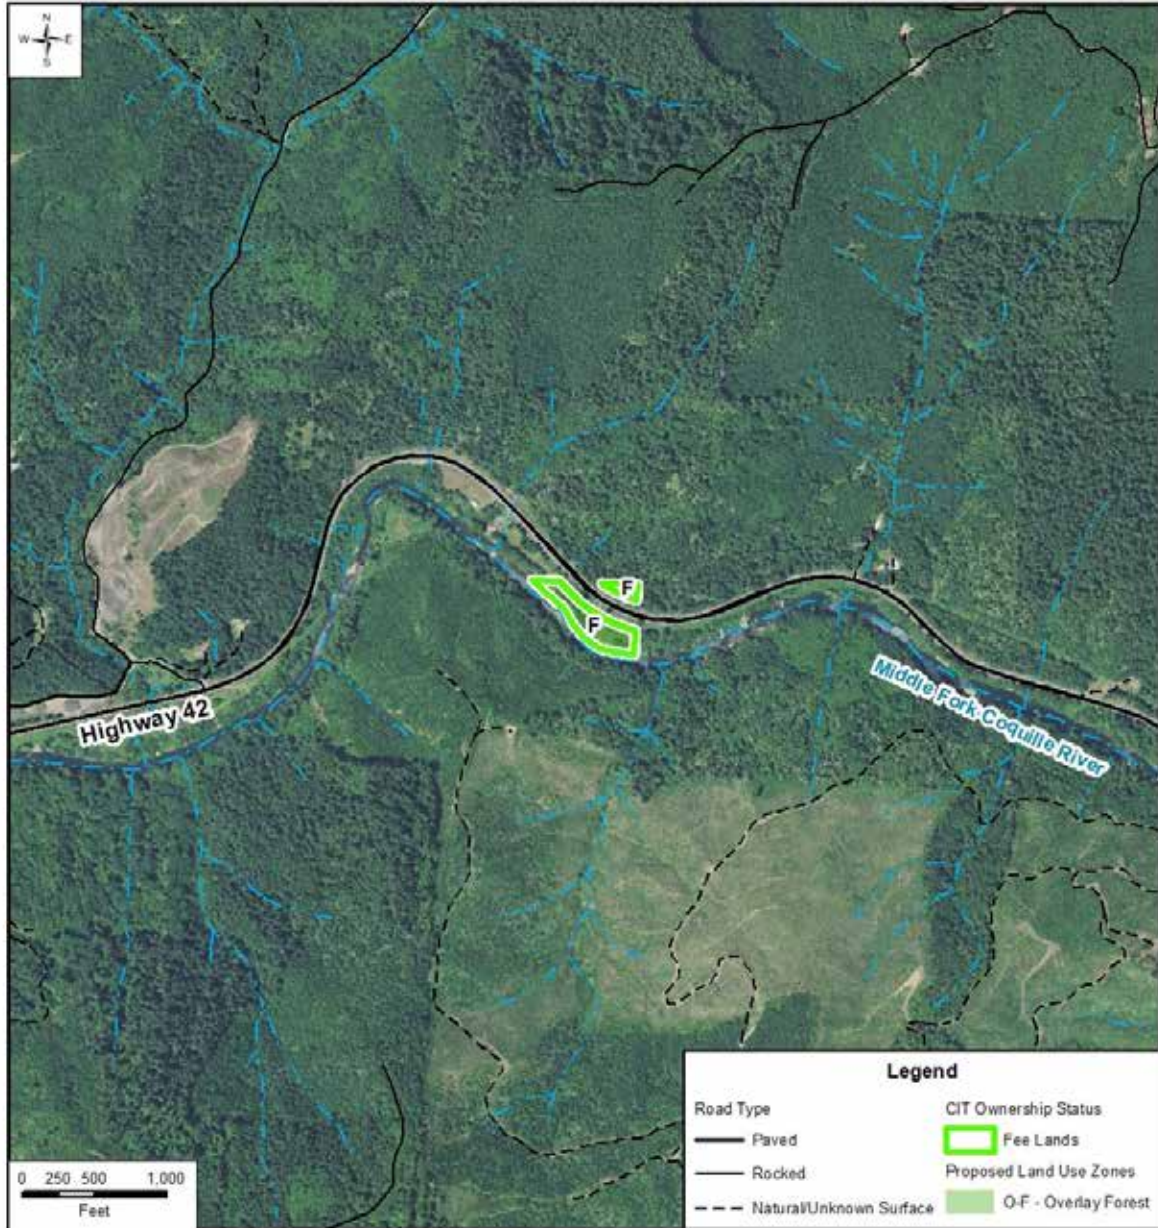 N
W E
S
F
F
Highway 42
Middle Fork Coquille River
Legend
Road Type
Paved
Rocked
Natural/Unknown Surface
CIT Ownership Status
Fee Lands
Proposed Land Use Zones
O-F - Overlay Forest
0 250 500 1,000
Feet